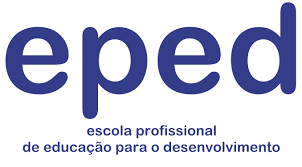 eped
escola profissional
de educação para o desenvolvimento